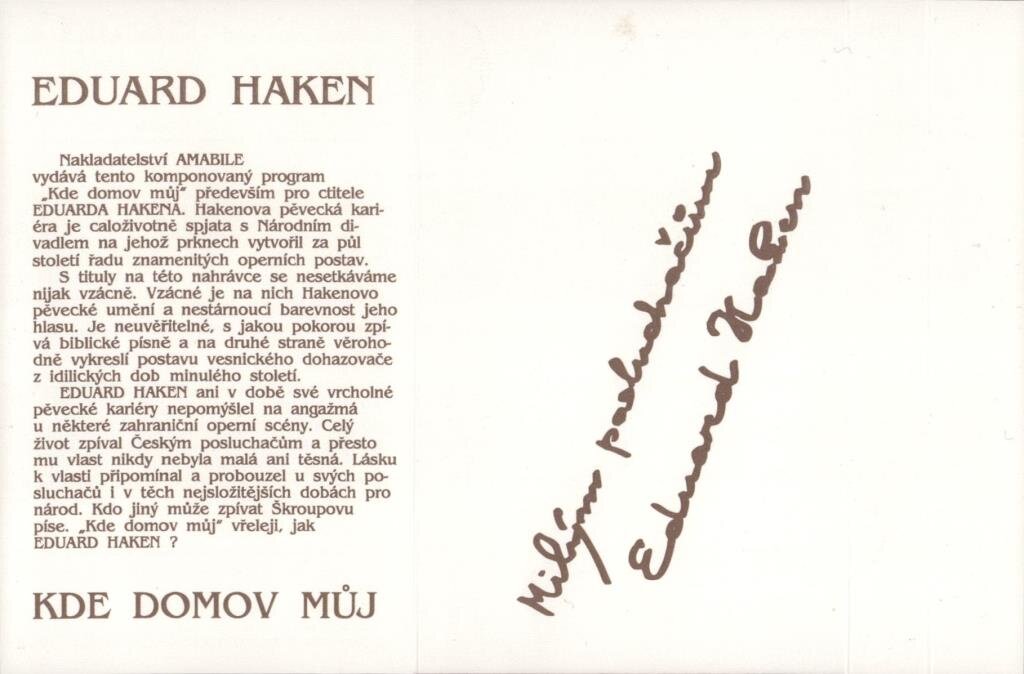 EDUARD HAKEN
Nakladatelství AMABILE
vydává tento komponovaný program
„Kde domov můj" především pro ctitele
EDUARDA HAKENA. Hakenova pěvecká kari-
éra je caloživotně spjata s Národním di-
vadlem na jehož prknech vytvořil za půl
století řadu znamenitých operních postav.
S tituly na této nahrávce se nesetkáváme
nijak vzácně. Vzácné je na nich Hakenovo
pěvecké umění a nestárnoucí barevnost jeho
hlasu. Je neuvěřitelné, s jakou pokorou zpí-
vá biblické písně a na druhé straně věroho-
dně vykreslí postavu vesnického dohazovače
z idilických dob minulého století.
EDUARD HAKEN ani v době své vrcholné
pěvecké kariéry nepomýšlel na angažmá
u některé zahraniční operní scény. Celý
život zpíval Českým posluchačům a přesto
mu vlast nikdy nebyla malá ani těsná. Lásku
k vlasti připomínal a probouzel u svých po-
sluchačů i v těch nejsložitějších dobách pro
národ. Kdo jiný může zpívat Škroupovu
píse. „Kde domov můj" vřeleji, jak
EDUARD HAKEN ?
KDE DOMOV MŮJ
Milým posluchačům
Eduard Haken